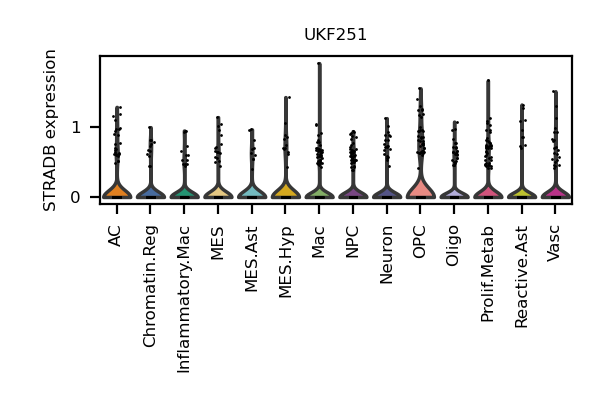 UKF251
STRADB expression
1
0
AC
Chromatin.Reg
Inflammatory.Mac
MES
MES.Ast
MES.Hyp
Mac
NPC
Neuron
OPC
Oligo
Prolif.Metab
Reactive.Ast
Vasc